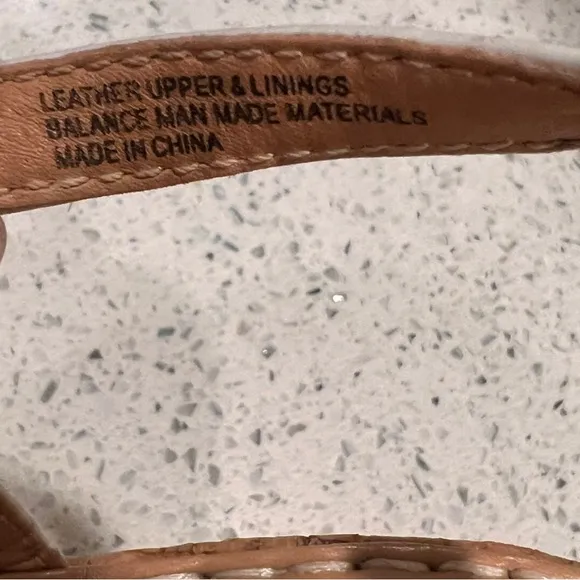 LEATHER UPPER & LININGS
BALANCE MAN MADE MATERIALS
MADE IN CHINA